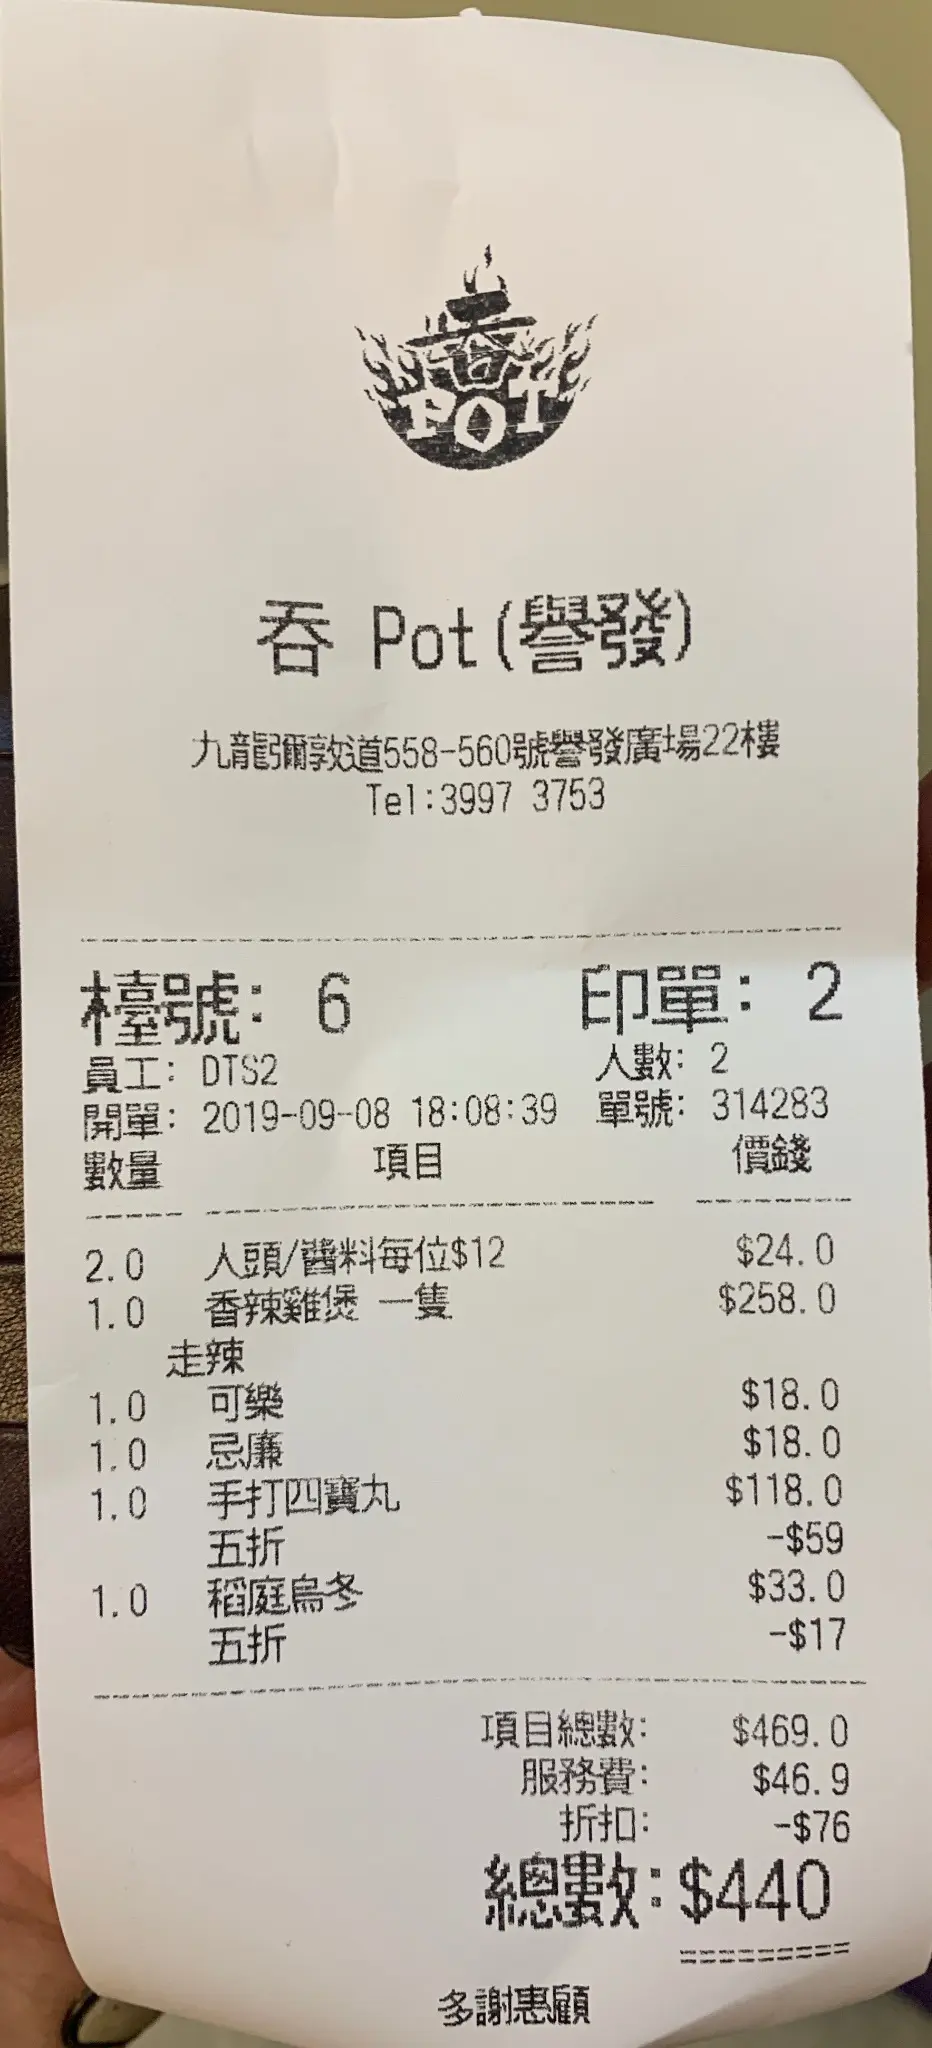 吞
POT
吞 Pot(譽發)
九龍彌敦道558-560號譽發廣場22樓
Tel:3997 3753
檯號: 6 印單: 2
員工: DTS2 人數: 2
開單: 2019-09-08 18:08:39 單號: 314283
數量 項目 價錢
2.0 人頭/醬料每位$12 $24.0
1.0 香辣雞煲 一隻 $258.0
走辣
1.0 可樂 $18.0
1.0 忌廉 $18.0
1.0 手打四寶丸 $118.0
五折 -$59
1.0 稻庭烏冬 $33.0
五折 -$17
項目總數: $469.0
服務費: $46.9
折扣: -$76
總數:$440
=========
多謝惠顧